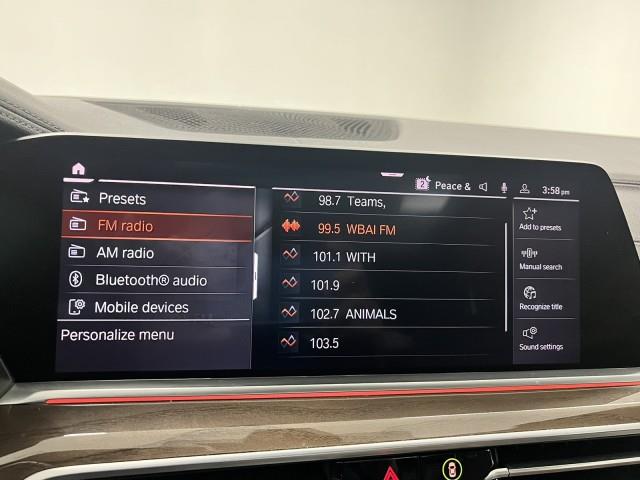 2 Peace & 3:58 pm
Presets
FM radio
AM radio
Bluetooth® audio
Mobile devices
Personalize menu
98.7 Teams,
99.5 WBAI FM
101.1 WITH
101.9
102.7 ANIMALS
103.5
Add to presets
Manual search
Recognize title
Sound settings